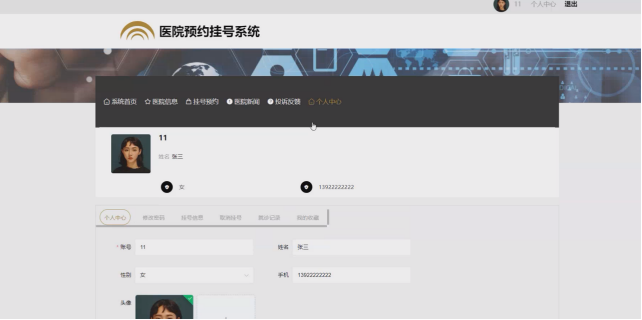 11 个人中心 退出
医院预约挂号系统
系统首页 医院信息 挂号预约 医院新闻 投诉反馈 个人中心
11
姓名 张三
女 13922222222
个人中心 修改密码 挂号信息 取消挂号 就诊记录 我的收藏
* 账号 11 姓名 张三
性别 女 手机 13922222222
头像